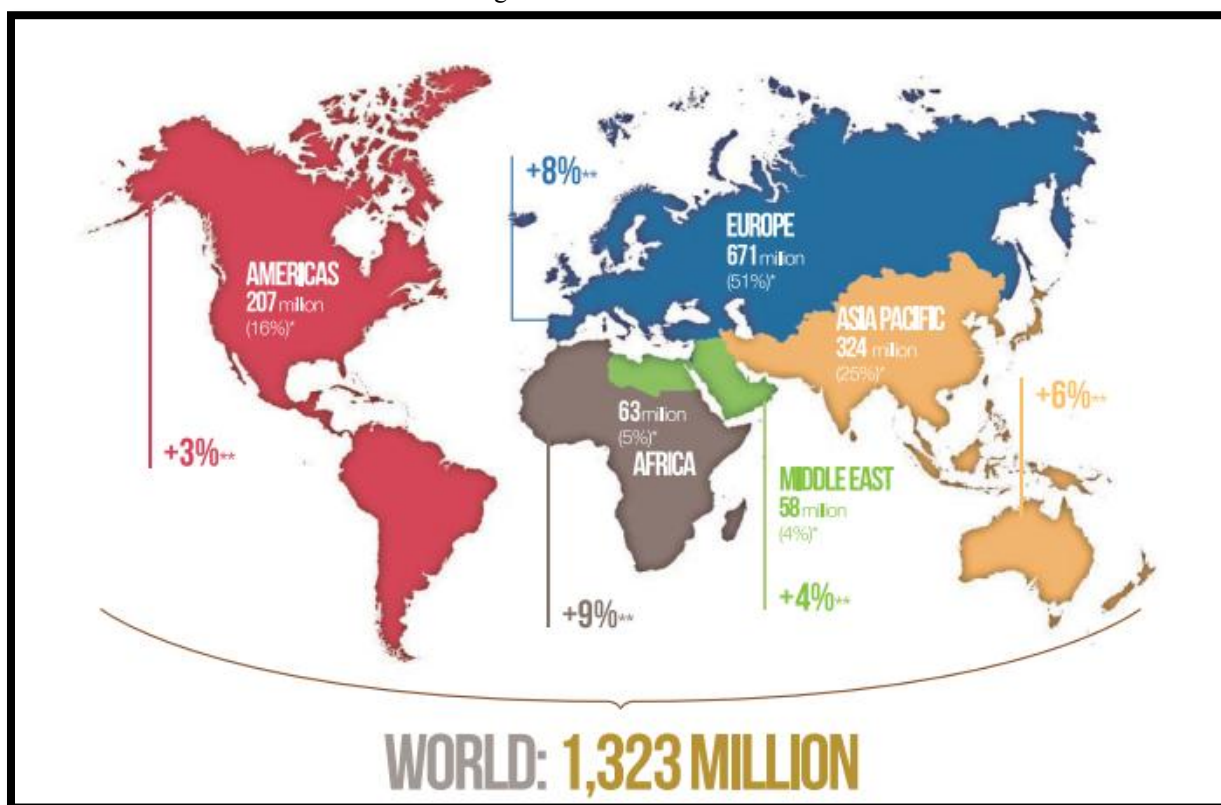 +8%**
EUROPE
671 million
(51%)*
AMERICAS
207 million
(16%)*
ASIA PACIFIC
324 million
(25%)*
+6%**
63 million
(5%)*
AFRICA
+3%**
MIDDLE EAST
58 million
(4%)*
+9%**
+4%**
WORLD: 1,323 MILLION